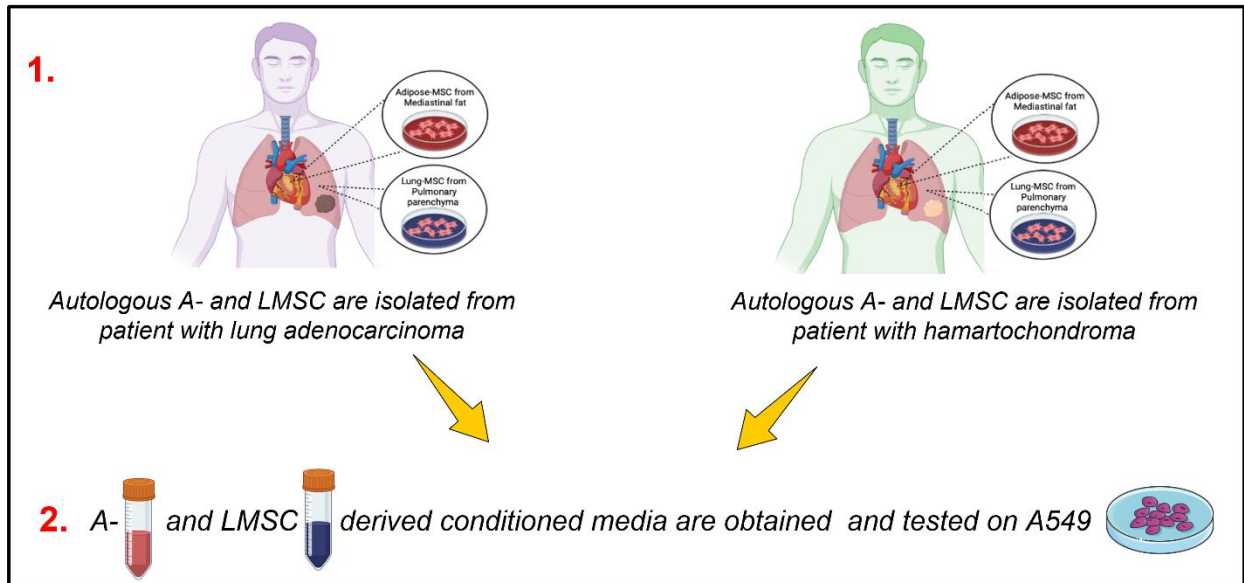 1.
Adipose-MSC from
Mediastinal fat
Lung-MSC from
Pulmonary
parenchyma
Autologous A- and LMSC are isolated from
patient with lung adenocarcinoma
Adipose-MSC from
Mediastinal fat
Lung-MSC from
Pulmonary
parenchyma
Autologous A- and LMSC are isolated from
patient with hamartochondroma
2. A- and LMSC derived conditioned media are obtained and tested on A549